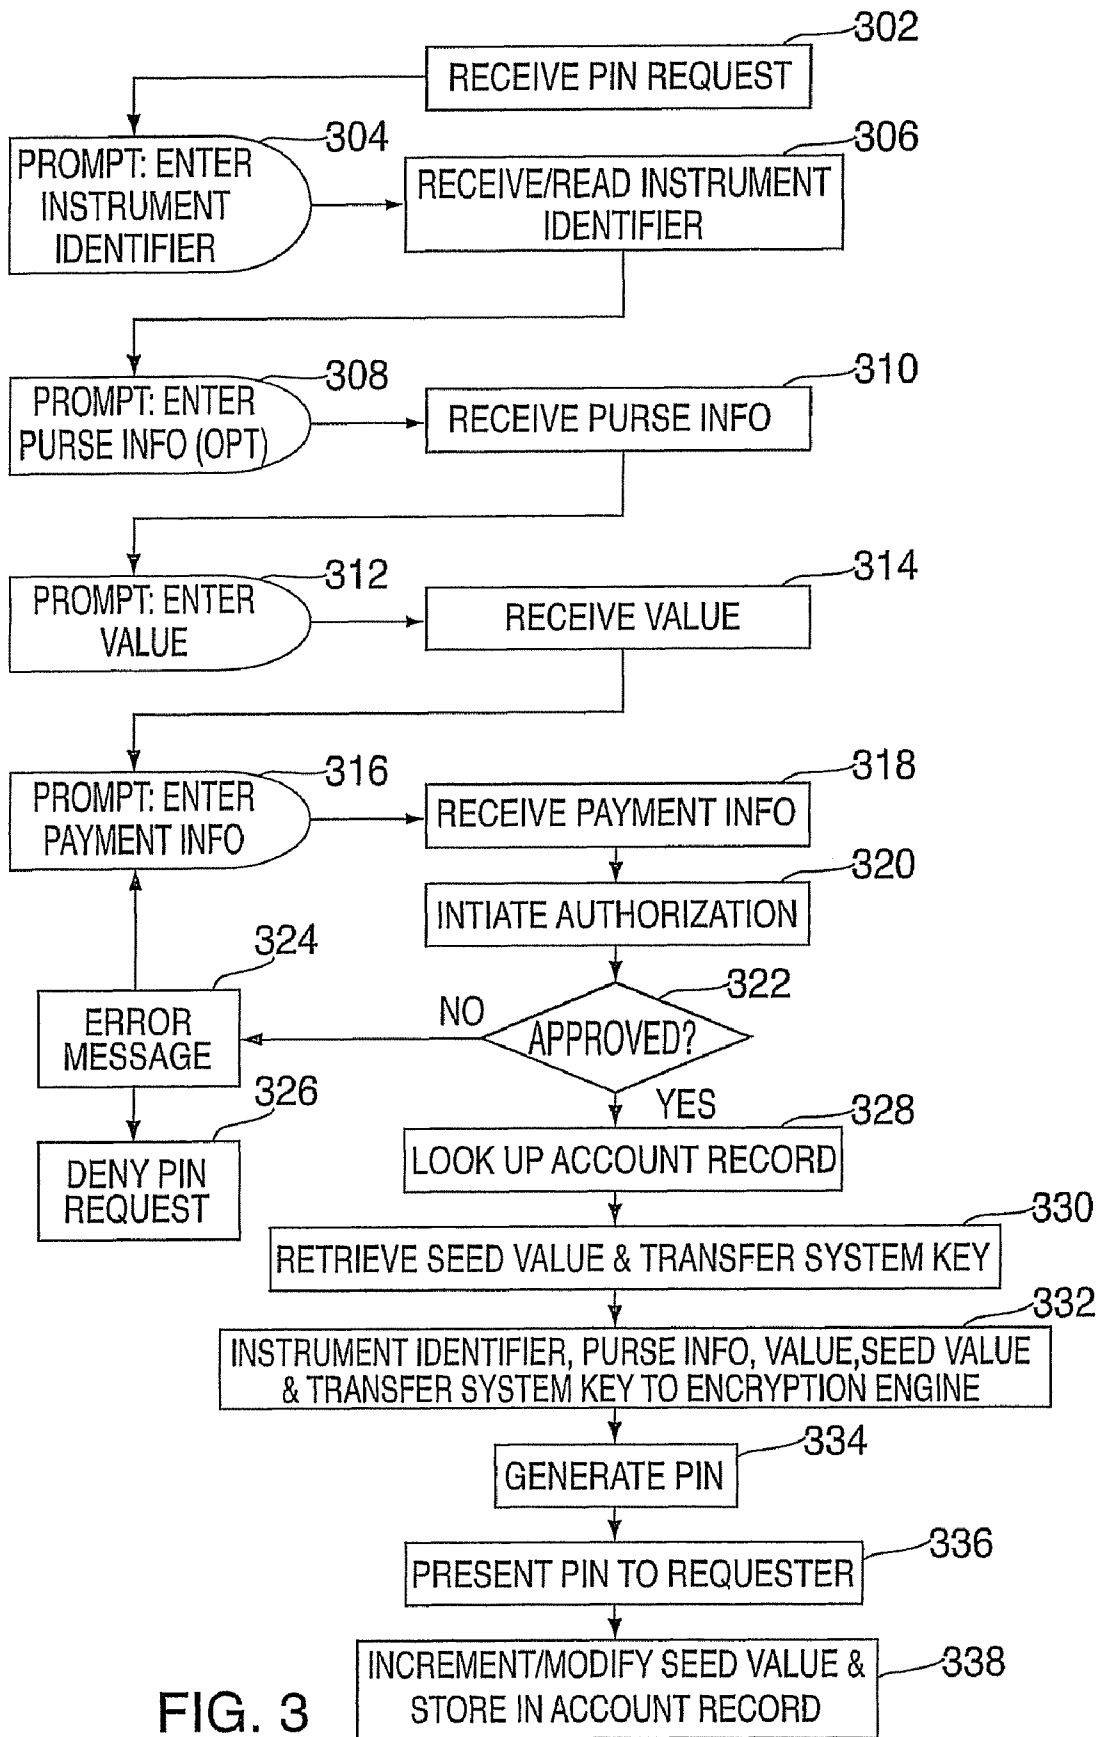 302
RECEIVE PIN REQUEST
304
PROMPT: ENTER
INSTRUMENT
IDENTIFIER
306
RECEIVE/READ INSTRUMENT
IDENTIFIER
308
PROMPT: ENTER
PURSE INFO (OPT)
310
RECEIVE PURSE INFO
312
PROMPT: ENTER
VALUE
314
RECEIVE VALUE
316
PROMPT: ENTER
PAYMENT INFO
318
RECEIVE PAYMENT INFO
320
INTIATE AUTHORIZATION
322
APPROVED?
NO
324
ERROR
MESSAGE
326
DENY PIN
REQUEST
YES
328
LOOK UP ACCOUNT RECORD
330
RETRIEVE SEED VALUE & TRANSFER SYSTEM KEY
332
INSTRUMENT IDENTIFIER, PURSE INFO, VALUE,SEED VALUE
& TRANSFER SYSTEM KEY TO ENCRYPTION ENGINE
334
GENERATE PIN
336
PRESENT PIN TO REQUESTER
338
INCREMENT/MODIFY SEED VALUE &
STORE IN ACCOUNT RECORD
FIG. 3